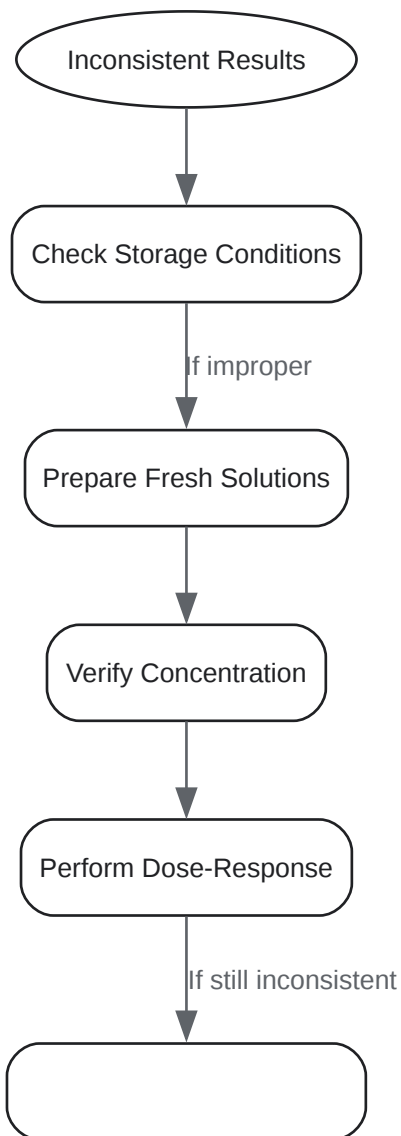 Inconsistent Results
Check Storage Conditions
If improper
Prepare Fresh Solutions
Verify Concentration
Perform Dose-Response
If still inconsistent